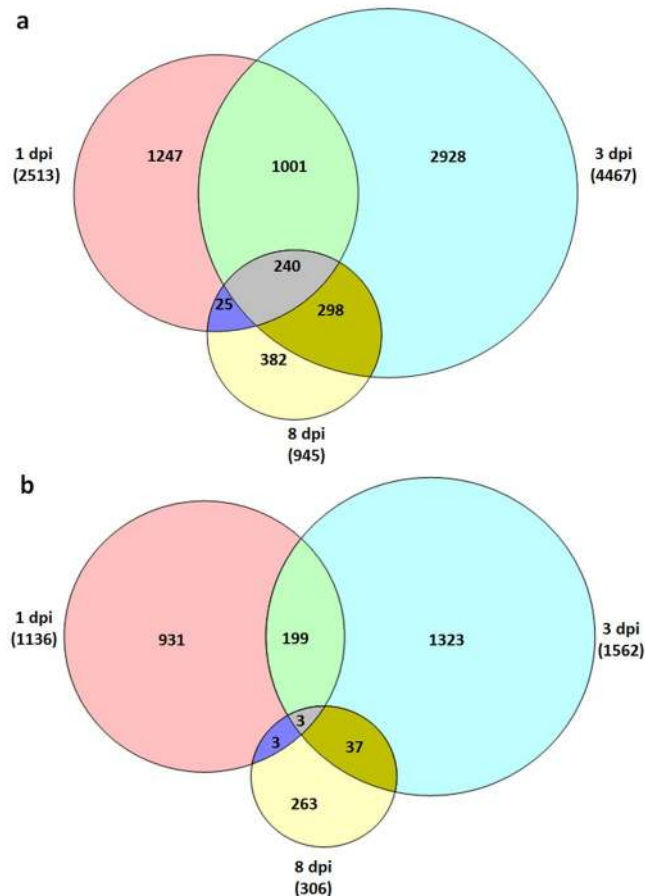 a
1247
1001
2928
1 dpi
(2513)
3 dpi
(4467)
240
25
298
382
8 dpi
(945)
b
1 dpi
(1136)
931
199
1323
3 dpi
(1562)
3
3
37
263
8 dpi
(306)